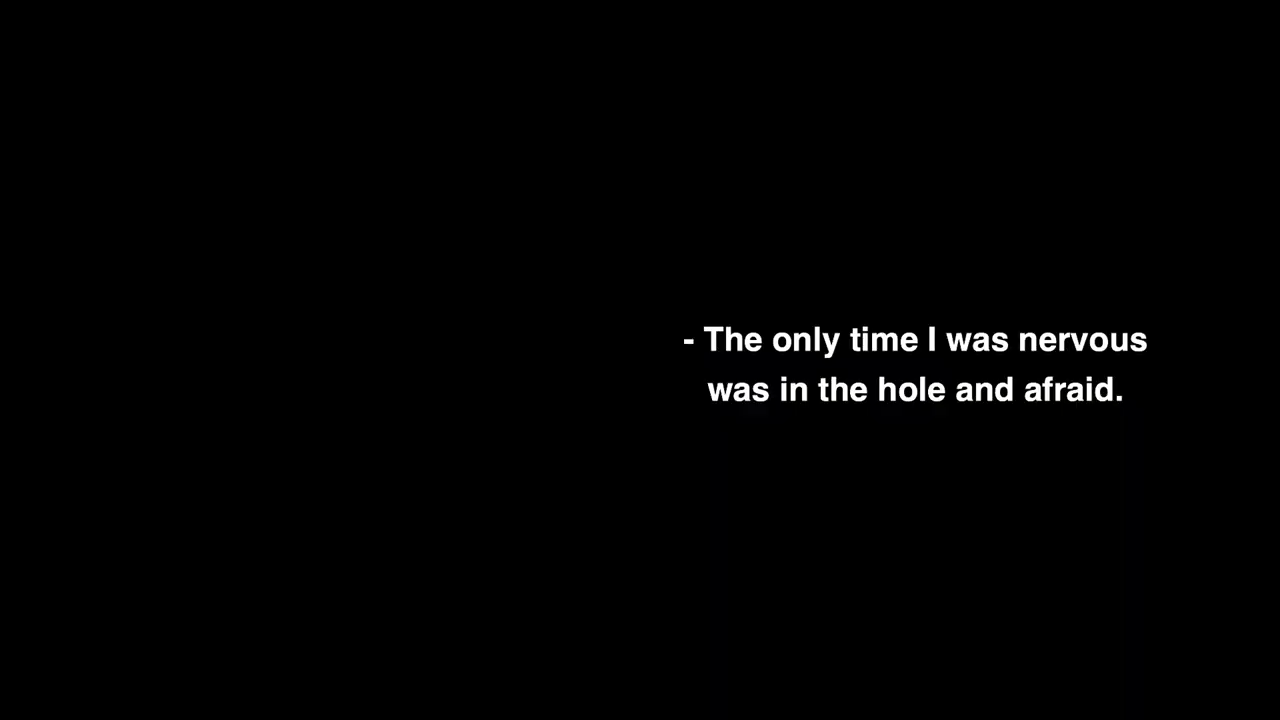 - The only time I was nervous
was in the hole and afraid.